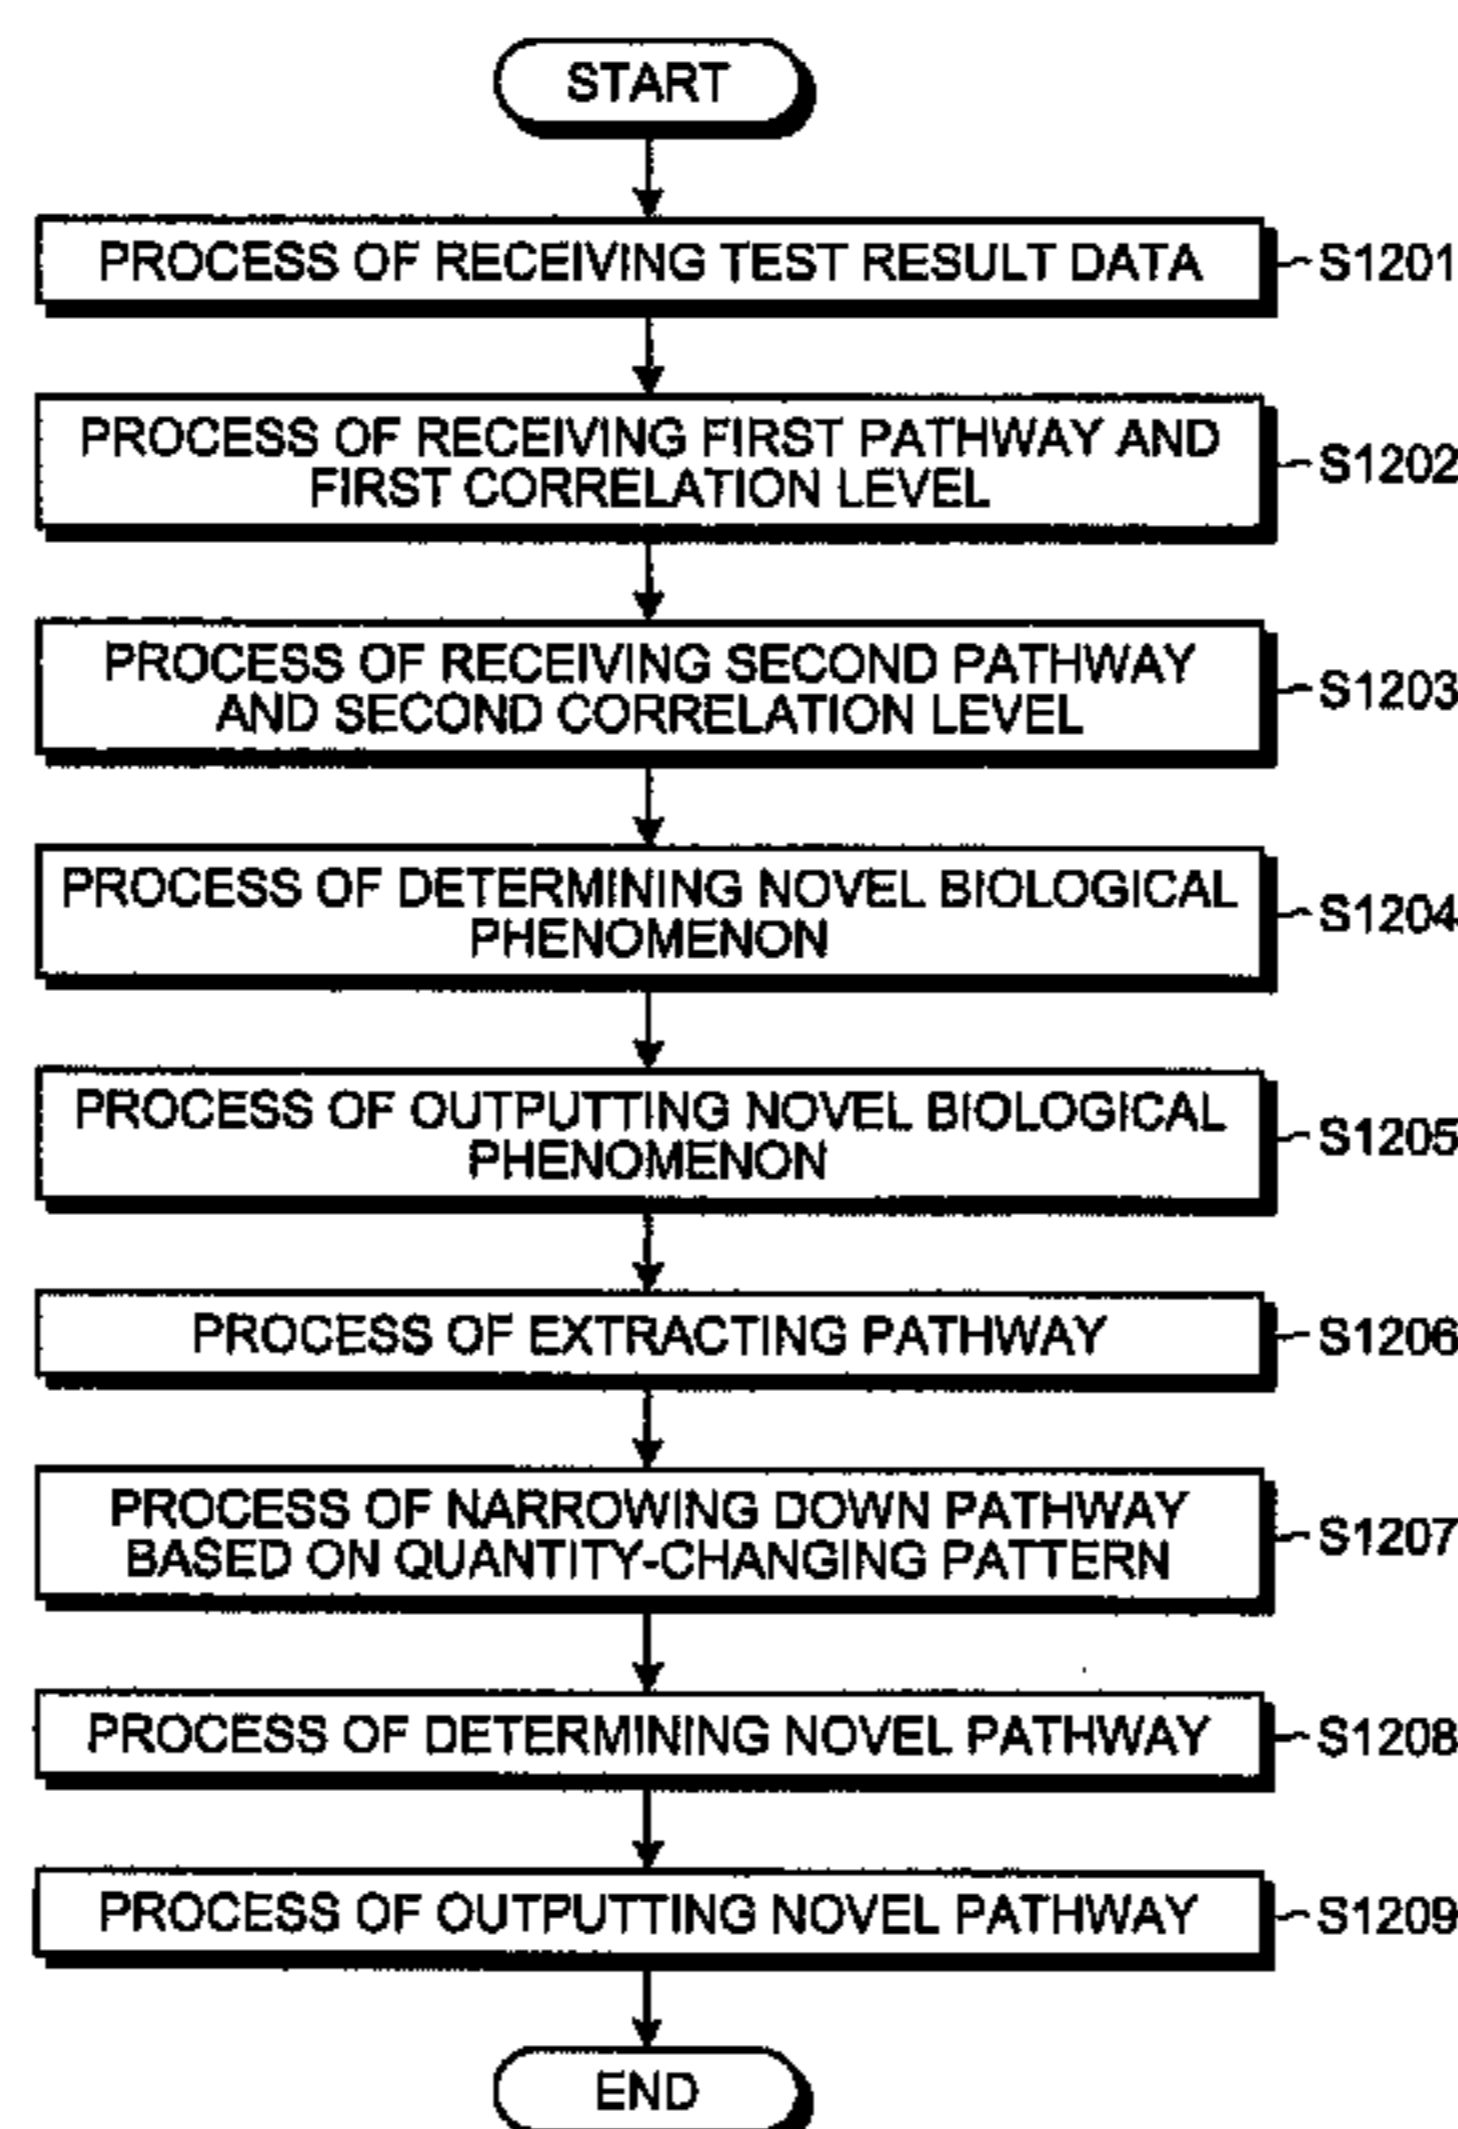 START
PROCESS OF RECEIVING TEST RESULT DATA
S1201
PROCESS OF RECEIVING FIRST PATHWAY AND
FIRST CORRELATION LEVEL
S1202
PROCESS OF RECEIVING SECOND PATHWAY
AND SECOND CORRELATION LEVEL
S1203
PROCESS OF DETERMINING NOVEL BIOLOGICAL
PHENOMENON
S1204
PROCESS OF OUTPUTTING NOVEL BIOLOGICAL
PHENOMENON
S1205
PROCESS OF EXTRACTING PATHWAY
S1206
PROCESS OF NARROWING DOWN PATHWAY
BASED ON QUANTITY-CHANGING PATTERN
S1207
PROCESS OF DETERMINING NOVEL PATHWAY
S1208
PROCESS OF OUTPUTTING NOVEL PATHWAY
S1209
END